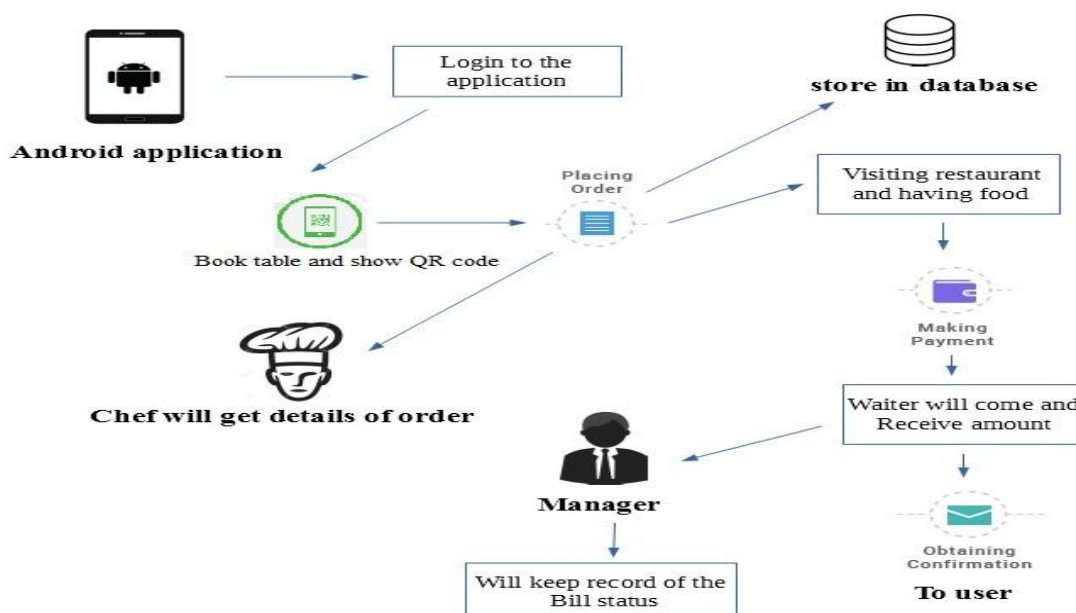 Login to the
application
store in database
Android application
Placing
Order
Visiting restaurant
and having food
Book table and show QR code
Making
Payment
Chef will get details of order
Waiter will come and
Receive amount
Manager
Obtaining
Confirmation
To user
Will keep record of the
Bill status